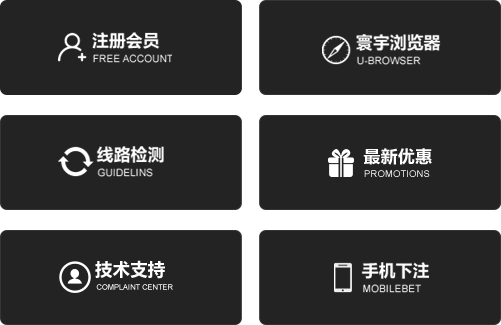 注册会员
FREE ACCOUNT
寰宇浏览器
U-BROWSER
线路检测
GUIDELINS
最新优惠
PROMOTIONS
技术支持
COMPLAINT CENTER
手机下注
MOBILEBET